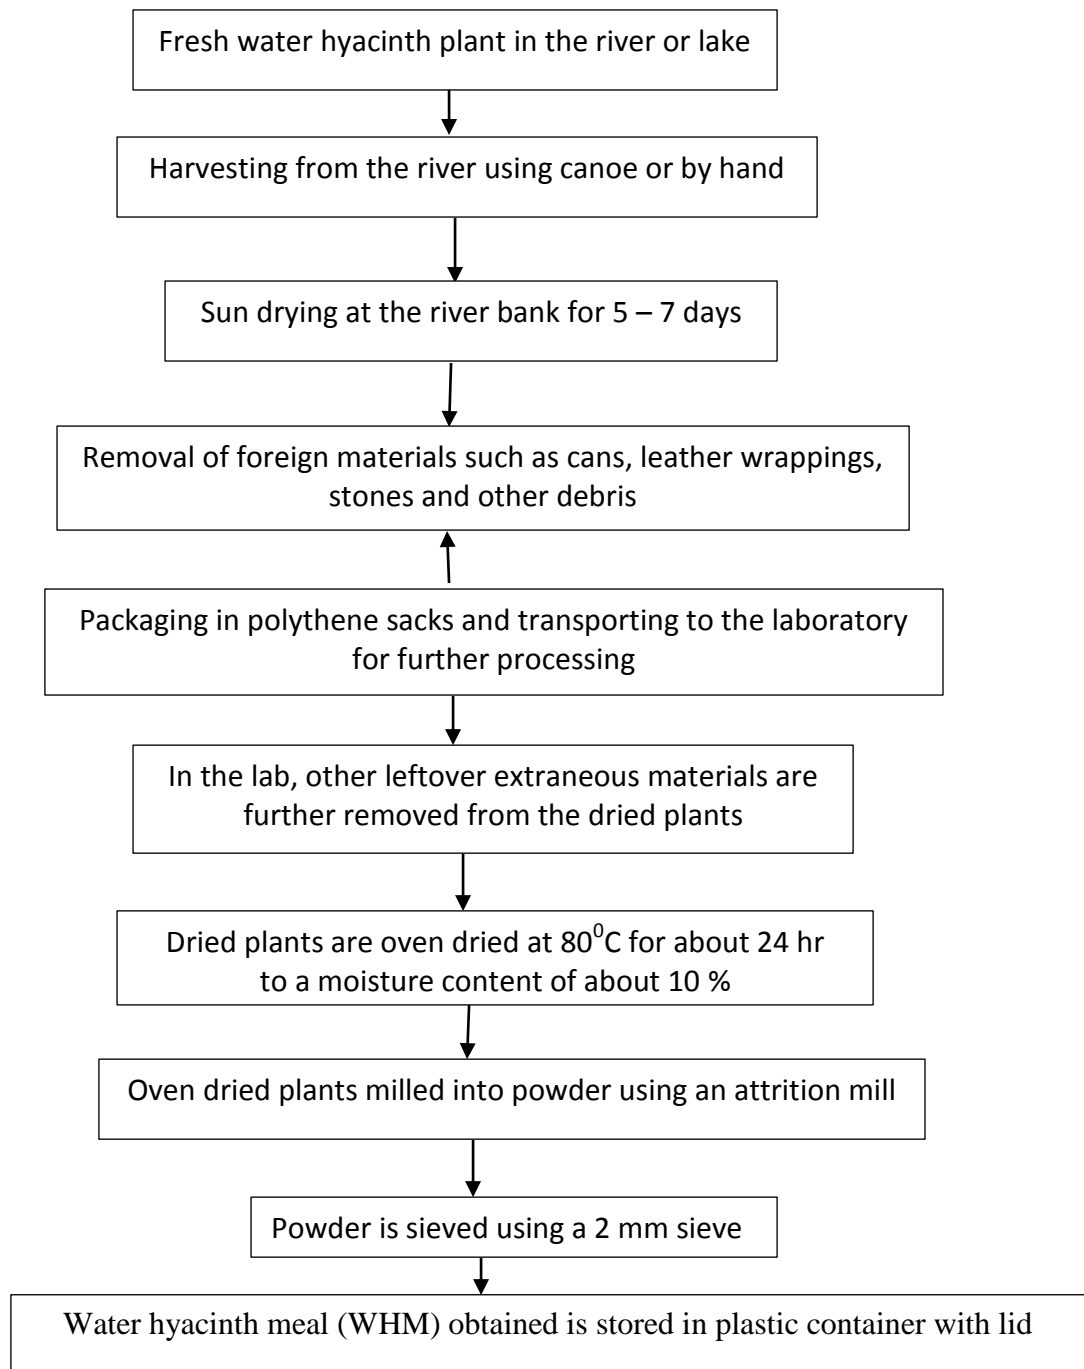 Fresh water hyacinth plant in the river or lake
Harvesting from the river using canoe or by hand
Sun drying at the river bank for 5 – 7 days
Removal of foreign materials such as cans, leather wrappings,
stones and other debris
Packaging in polythene sacks and transporting to the laboratory
for further processing
In the lab, other leftover extraneous materials are
further removed from the dried plants
Dried plants are oven dried at 80⁰C for about 24 hr
to a moisture content of about 10 %
Oven dried plants milled into powder using an attrition mill
Powder is sieved using a 2 mm sieve
Water hyacinth meal (WHM) obtained is stored in plastic container with lid